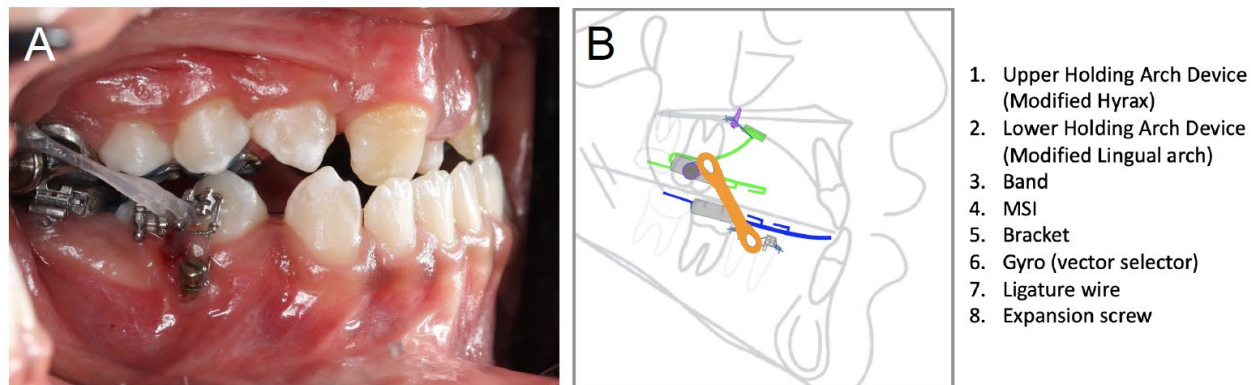 A
B
1. Upper Holding Arch Device
(Modified Hyrax)
2. Lower Holding Arch Device
(Modified Lingual arch)
3. Band
4. MSI
5. Bracket
6. Gyro (vector selector)
7. Ligature wire
8. Expansion screw